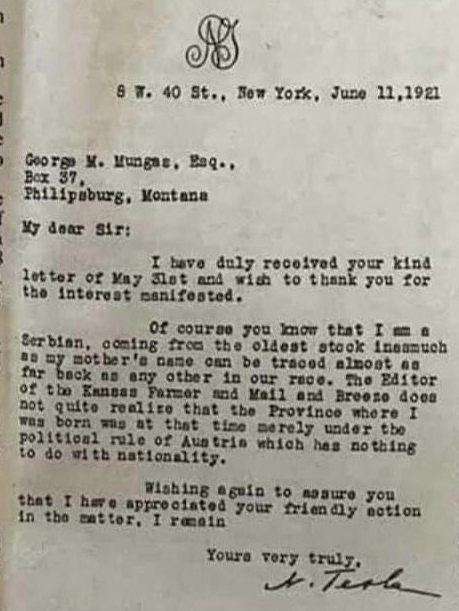 NT
8 W. 40 St., New York, June 11,1921
George M. Mungas, Esq.,
Box 37,
Philipsburg, Montana
My dear Sir:
I have duly received your kind
letter of May 31st and wish to thank you for
the interest manifested.
Of course you know that I am a
Serbian, coming from the oldest stock inasmuch
as my mother's name can be traced almost as
far back as any other in our race. The Editor
of the Kansas Farmer and Mail and Breeze does
not quite realize that the Province where I
was born was at that time merely under the
political rule of Austria which has nothing
to do with nationality.
Wishing again to assure you
that I have appreciated your friendly action
in the matter, I remain
Yours very truly,
N. Tesla